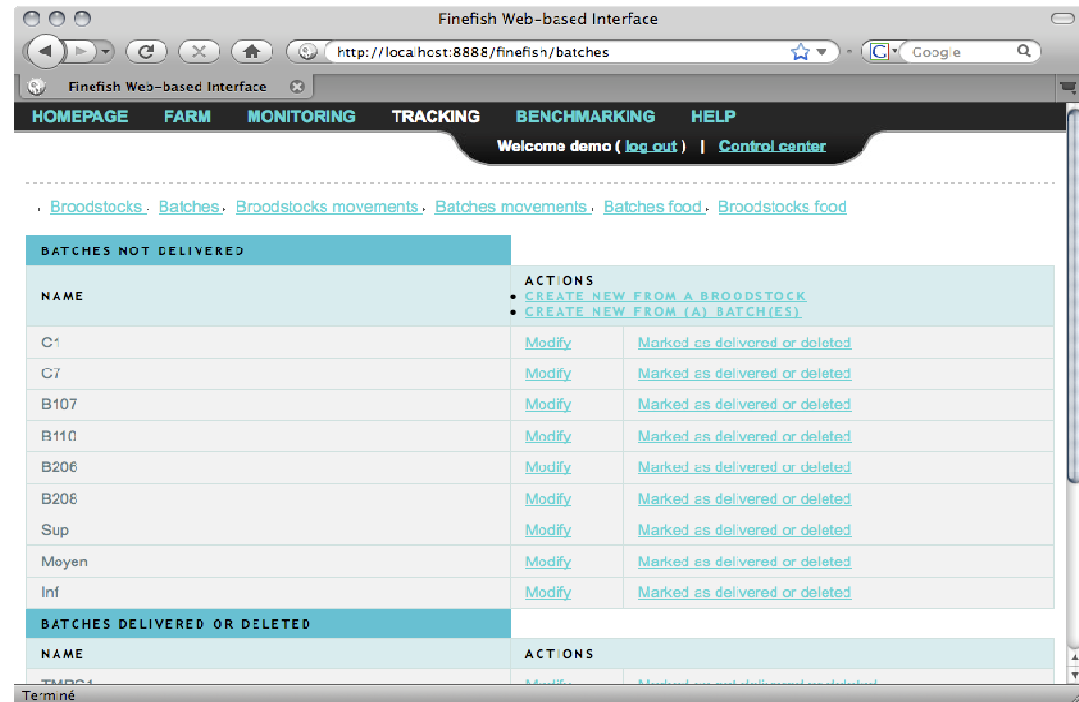 Finefish Web-based Interface
http://localhost:8888/finefish/batches
Google
Finefish Web-based Interface
HOMEPAGE FARM MONITORING TRACKING BENCHMARKING HELP
Welcome demo ( log out ) | Control center
. Broodstocks . Batches . Broodstocks movements . Batches movements . Batches food . Broodstocks food
BATCHES NOT DELIVERED
NAME
ACTIONS
• CREATE NEW FROM A BROODSTOCK
• CREATE NEW FROM (A) BATCH(ES)
C1 Modify Marked as delivered or deleted
C7 Modify Marked as delivered or deleted
B107 Modify Marked as delivered or deleted
B110 Modify Marked as delivered or deleted
B206 Modify Marked as delivered or deleted
B208 Modify Marked as delivered or deleted
Sup Modify Marked as delivered or deleted
Moyen Modify Marked as delivered or deleted
Inf Modify Marked as delivered or deleted
BATCHES DELIVERED OR DELETED
NAME ACTIONS
Modify Marked as not delivered
Terminé